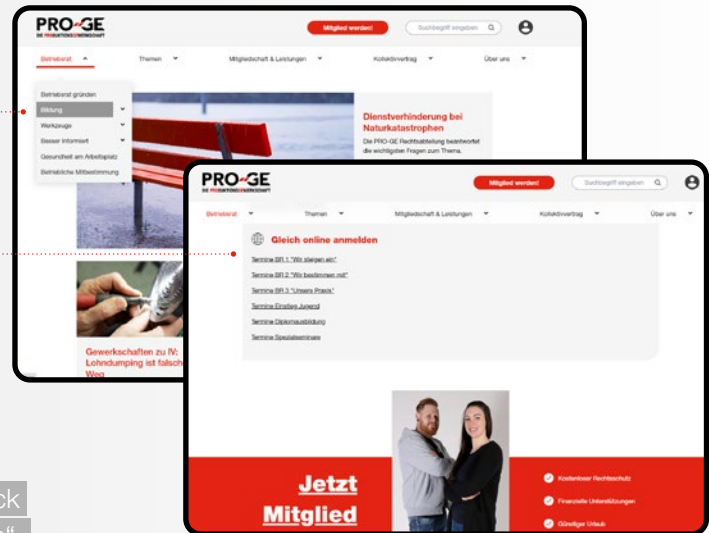 PRO-GE
DIE PRODUKTIONSGEWERKSCHAFT
Mitglied werden!
Suchbegriff eingeben
Betriebsrat
Themen
Mitgliedschaft & Leistungen
Kollektivvertrag
Über uns
Betriebsrat gründen
Bildung
Werkzeuge
Besser informiert
Gesundheit am Arbeitsplatz
Betriebliche Mitbestimmung
Dienstverhinderung bei
Naturkatastrophen
Die PRO-GE Rechtsabteilung beantwortet
die wichtigsten Fragen zum Thema.
Gewerkschaften zu IV:
Lohndumping ist falsch
Weg
PRO-GE
DIE PRODUKTIONSGEWERKSCHAFT
Mitglied werden!
Suchbegriff eingeben
Betriebsrat
Themen
Mitgliedschaft & Leistungen
Kollektivvertrag
Über uns
Gleich online anmelden
Termine BR 1 "Wir steigen ein"
Termine BR 2 "Wir bestimmen mit"
Termine BR 3 "Unsere Praxis"
Termine Einstieg Jugend
Termine Diplomausbildung
Termine Spezialseminare
Jetzt
Mitglied
Kostenloser Rechtsschutz
Finanzielle Unterstützungen
Günstiger Urlaub
ck